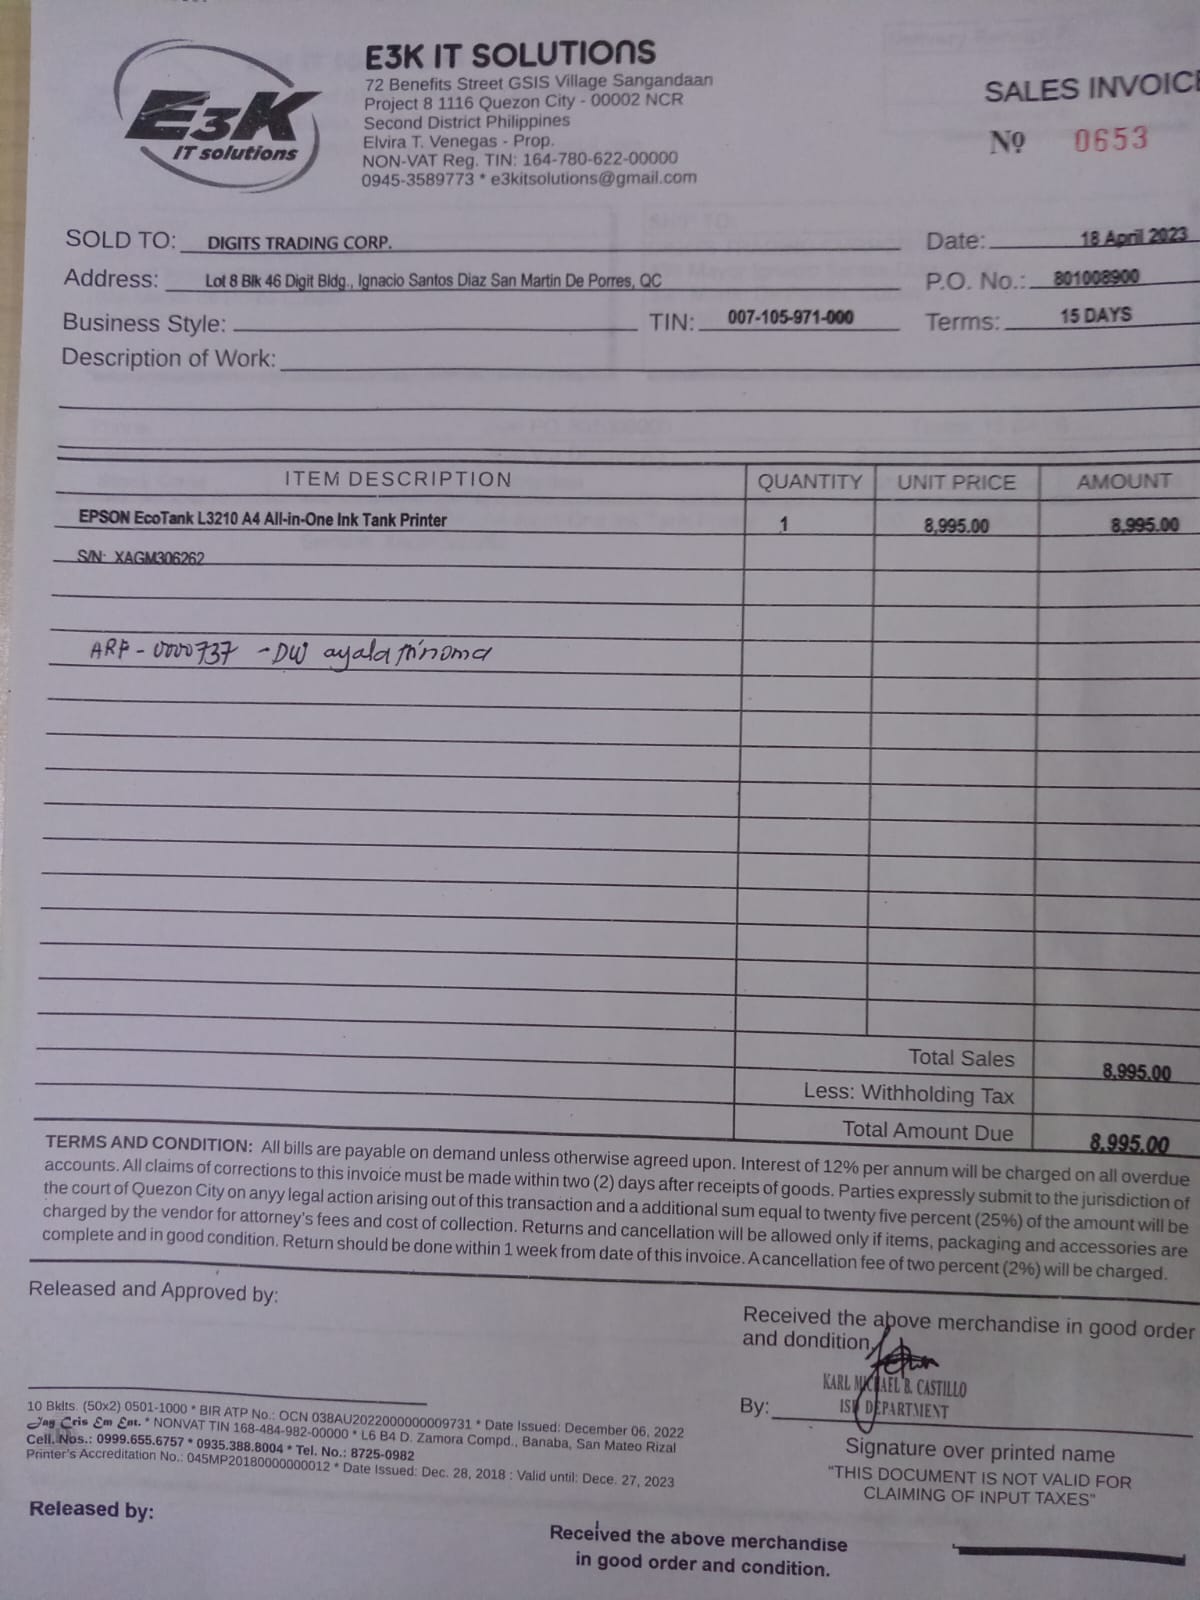 E3K IT SOLUTIONS
72 Benefits Street GSIS Village Sangandaan
Project 8 1116 Quezon City - 00002 NCR
Second District Philippines
Elvira T. Venegas - Prop.
NON-VAT Reg. TIN: 164-780-622-00000
0945-3589773 * e3kitsolutions@gmail.com
E3K
IT solutions
SALES INVOICE
№ 0653
SOLD TO: DIGITS TRADING CORP. Date: 18 April 2023
Address: Lot 8 Blk 46 Digit Bldg., Ignacio Santos Diaz San Martin De Porres, QC P.O. No.: 801008900
Business Style: TIN: 007-105-971-000 Terms: 15 DAYS
Description of Work:
ITEM DESCRIPTION QUANTITY UNIT PRICE AMOUNT
EPSON EcoTank L3210 A4 All-in-One Ink Tank Printer 1 8,995.00 8,995.00
S/N: XAGM306262
ARF - 0000737 - DW ayala trinoma
Total Sales 8,995.00
Less: Withholding Tax
Total Amount Due 8,995.00
TERMS AND CONDITION: All bills are payable on demand unless otherwise agreed upon. Interest of 12% per annum will be charged on all overdue
accounts. All claims of corrections to this invoice must be made within two (2) days after receipts of goods. Parties expressly submit to the jurisdiction of
the court of Quezon City on anyy legal action arising out of this transaction and a additional sum equal to twenty five percent (25%) of the amount will be
charged by the vendor for attorney's fees and cost of collection. Returns and cancellation will be allowed only if items, packaging and accessories are
complete and in good condition. Return should be done within 1 week from date of this invoice. A cancellation fee of two percent (2%) will be charged.
Released and Approved by:
Received the above merchandise in good order
and dondition.
KARL MICHAEL B. CASTILLO
By: ISD DEPARTMENT
Signature over printed name
"THIS DOCUMENT IS NOT VALID FOR
CLAIMING OF INPUT TAXES"
10 Bklts. (50x2) 0501-1000 * BIR ATP No.: OCN 038AU2022000000009731 * Date Issued: December 06, 2022
Jay Cris Em Ent. * NONVAT TIN 168-484-982-00000 * L6 B4 D. Zamora Compd., Banaba, San Mateo Rizal
Cell. Nos.: 0999.655.6757 * 0935.388.8004 * Tel. No.: 8725-0982
Printer's Accreditation No.: 045MP20180000000012 * Date Issued: Dec. 28, 2018 : Valid until: Dece. 27, 2023
Released by:
Received the above merchandise
in good order and condition.